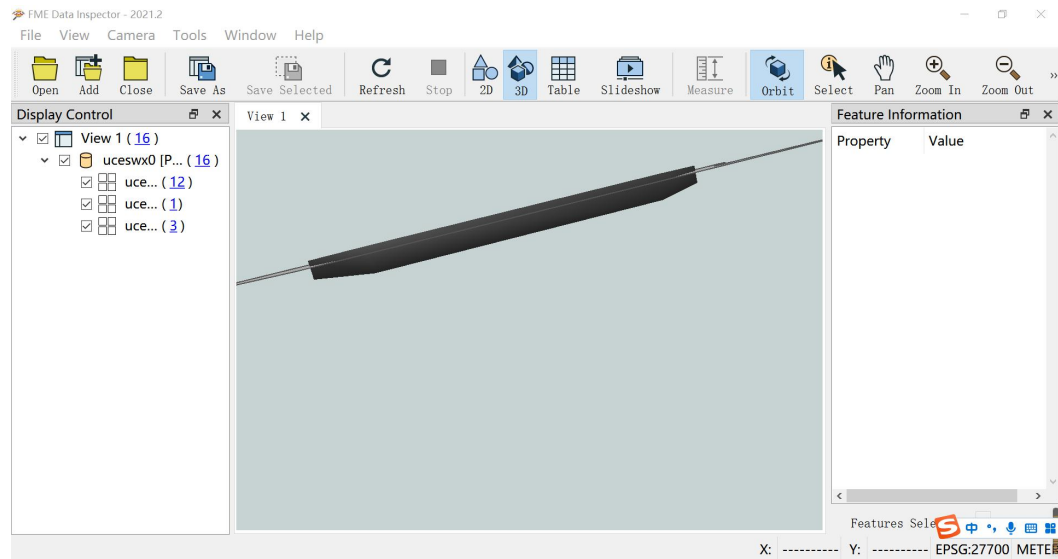 FME Data Inspector - 2021.2
File View Camera Tools Window Help
Open Add Close Save As Save Selected Refresh Stop 2D 3D Table Slideshow Measure Orbit Select Pan Zoom In Zoom Out »
Display Control
View 1
Feature Information
View 1 ( 16 )
Property Value
uceswx0 [P... ( 16 )
uce... ( 12 )
uce... ( 1 )
uce... ( 3 )
Features Sele
中
X: ---------- Y: ---------- EPSG:27700 METE